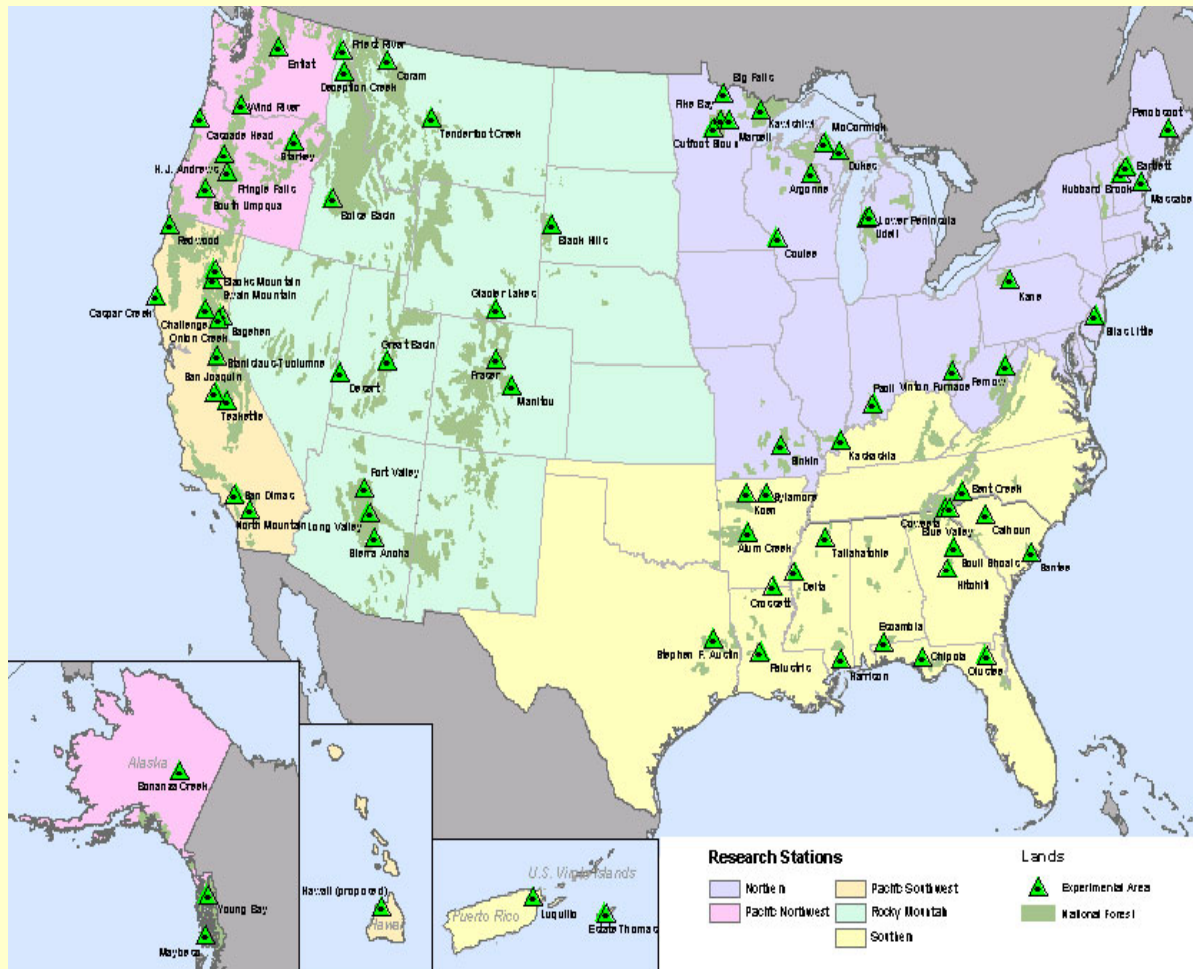 Priest River
Entiat
Coram
Deception Creek
Big Falls
Pike Bay
Wind River
Kawishiwi
Penobscot
Cascade Head
Tenderfoot Creek
Marcell
McCormick
Cutfoot Sioux
Starkey
Dukes
Bartlett
H. J. Andrews
Pringle Falls
Argonne
Hubbard Brook
Massabesic
South Umpqua
Boise Basin
Lower Peninsula
Udell
Redwood
Black Hills
Coulee
Blacks Mountain
Swain Mountain
Kane
Caspar Creek
Glacier Lakes
Challenge
Sagehen
Silas Little
Onion Creek
Great Basin
Stanislaus-Tuolumne
Fraser
San Joaquin
Desert
Manitou
Paoli
Vinton Furnace
Fernow
Teakettle
Sinkin
Kaskaskia
Fort Valley
San Dimas
Koen
Sylamore
Bent Creek
North Mountain
Long Valley
Coweeta
Blue Valley
Calhoun
Sierra Ancha
Alum Creek
Tallahatchie
Scull Shoals
Santee
Delta
Hitchiti
Crossett
Escambia
Stephen F. Austin
Palustris
Harrison
Chipola
Olustee
Alaska
Bonanza Creek
Young Bay
Maybeso
Hawaii (proposed)
Hawaii
U.S. Virgin Islands
Puerto Rico
Luquillo
Estate Thomas
Research Stations
Northern
Pacific Northwest
Pacific Southwest
Rocky Mountain
Southern
Lands
Experimental Area
National Forest